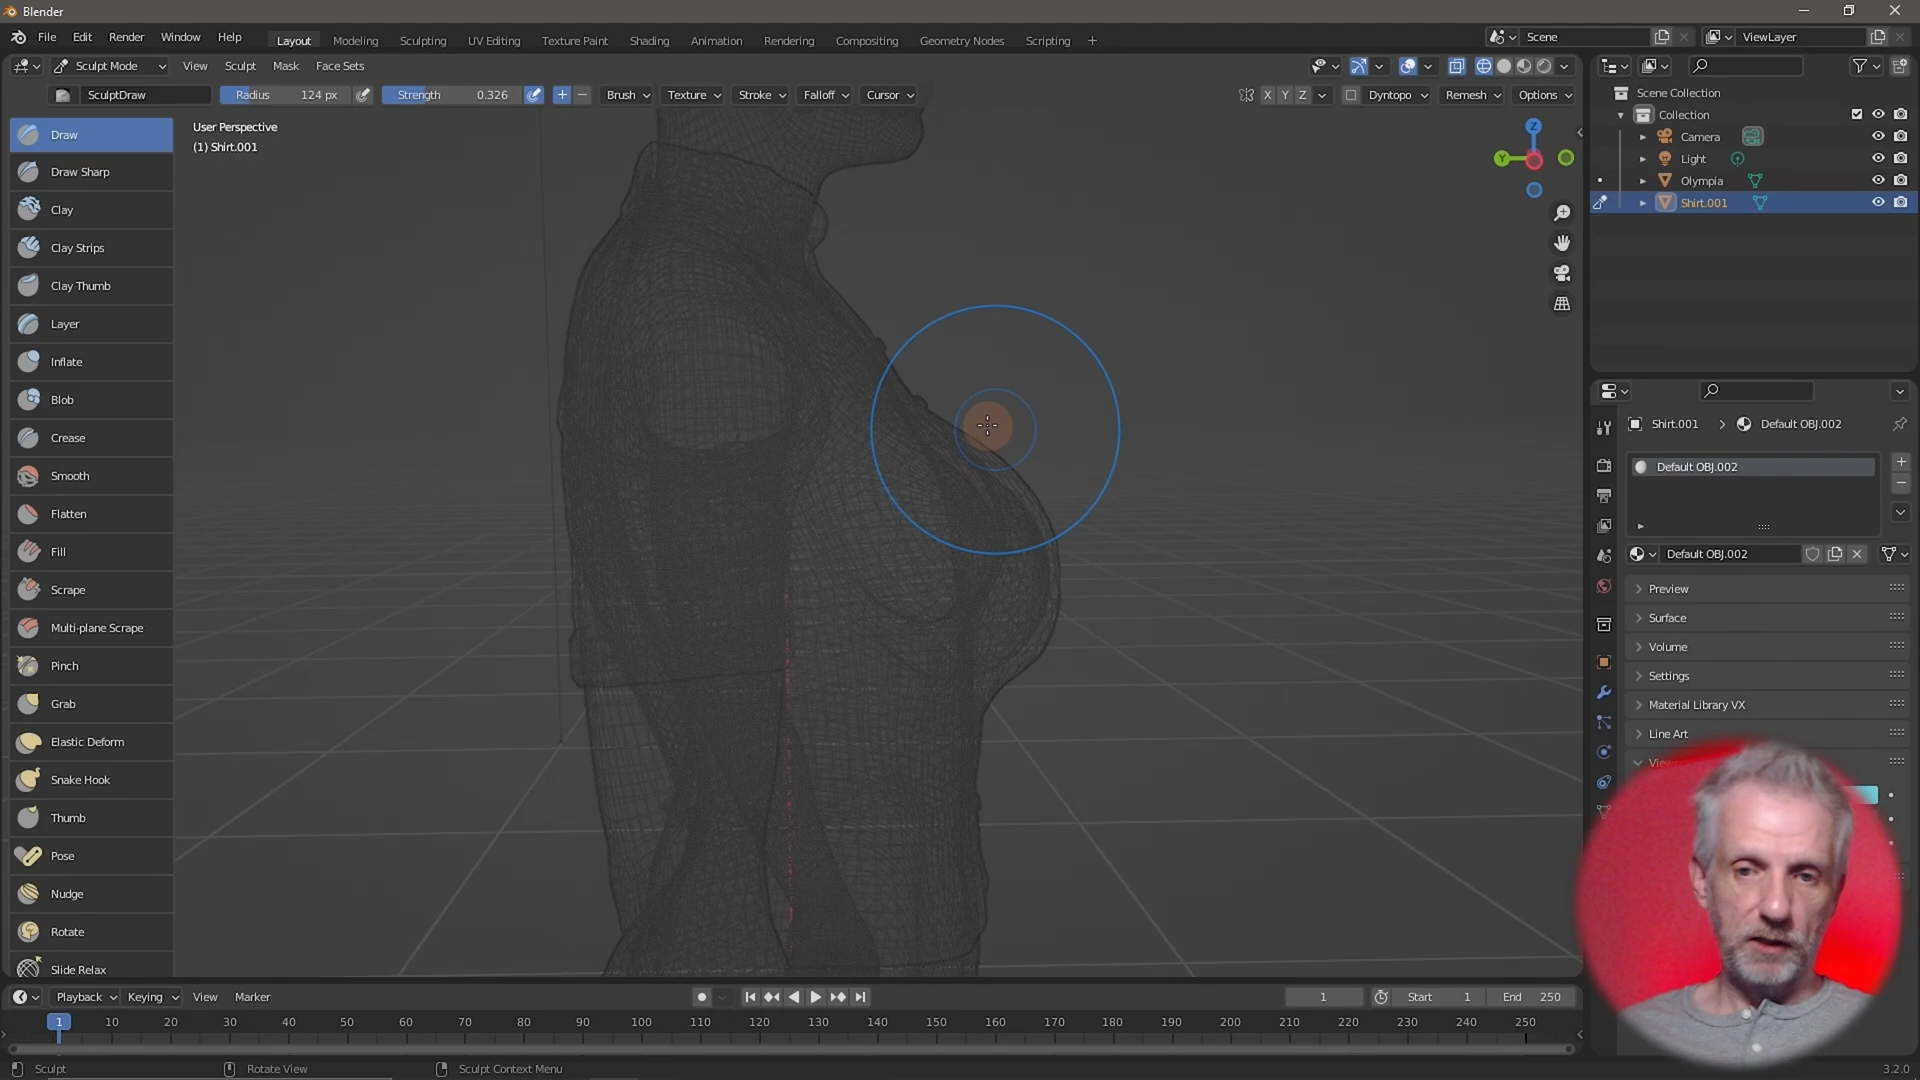 Blender
File Edit Render Window Help
Layout Modeling Sculpting UV Editing Texture Paint Shading Animation Rendering Compositing Geometry Nodes Scripting +
Scene
ViewLayer
Sculpt Mode View Sculpt Mask Face Sets
SculptDraw Radius 124 px Strength 0.326 Brush Texture Stroke Falloff Cursor X Y Z Dyntopo Remesh Options
Draw
Draw Sharp
Clay
Clay Strips
Clay Thumb
Layer
Inflate
Blob
Crease
Smooth
Flatten
Fill
Scrape
Multi-plane Scrape
Pinch
Grab
Elastic Deform
Snake Hook
Thumb
Pose
Nudge
Rotate
Slide Relax
User Perspective
(1) Shirt.001
Z
Y
Scene Collection
Collection
Camera
Light
Olympia
Shirt.001
Shirt.001 Default OBJ.002
Default OBJ.002
Default OBJ.002
Preview
Surface
Volume
Settings
Material Library VX
Line Art
Playback Keying View Marker
1 Start 1 End 250
1 10 20 30 40 50 60 70 80 90 100 110 120 130 140 150 160 170 180 190 200 210 220 230 240 250
Sculpt Rotate View Sculpt Context Menu
3.2.0